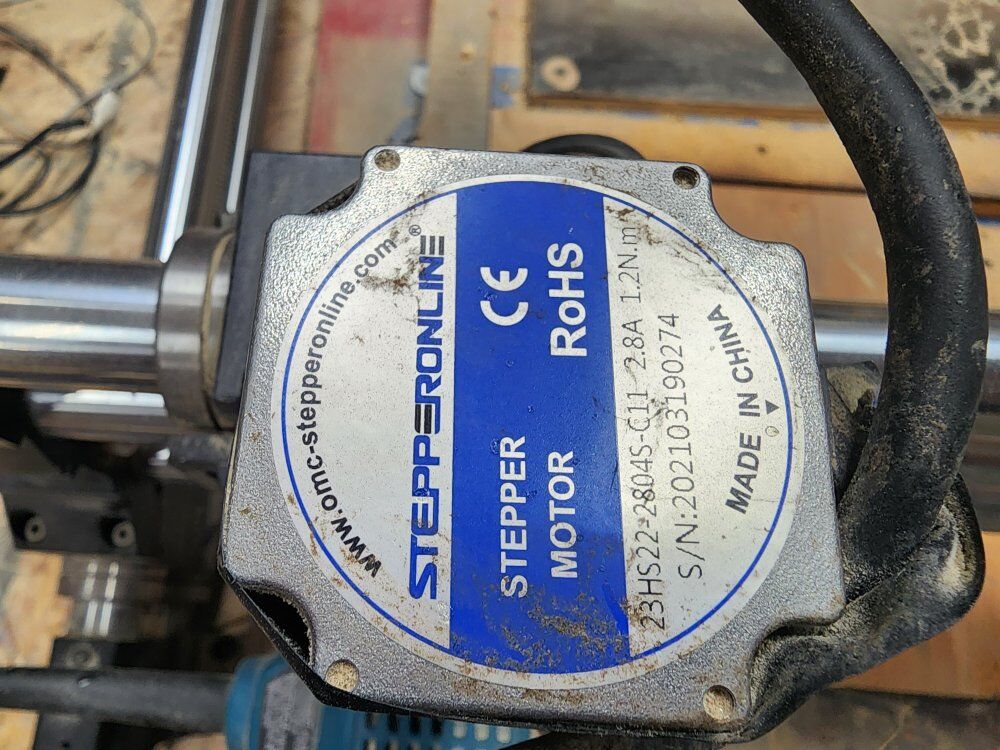 www.omc-stepperonline.com
STEPPERONLINE®
STEPPER
MOTOR
CE
RoHS
23HS22-2804S-C11 2.8A 1.2N.m
S/N:202103190274
MADE IN CHINA